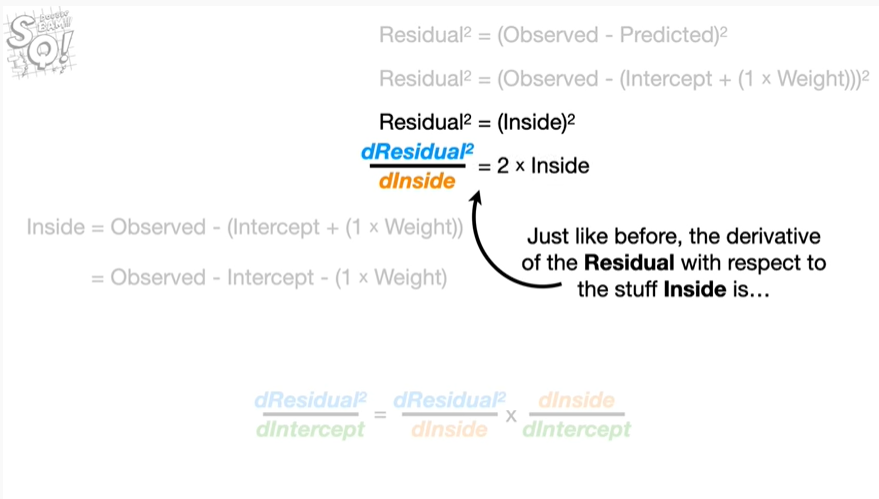 Residual² = (Observed - Predicted)²
Residual² = (Observed - (Intercept + (1 x Weight)))²
Residual² = (Inside)²
dResidual²
dInside
= 2 x Inside
Inside = Observed - (Intercept + (1 x Weight))
= Observed - Intercept - (1 x Weight)
Just like before, the derivative
of the Residual with respect to
the stuff Inside is...
dResidual²
dIntercept
=
dResidual²
dInside
x
dInside
dIntercept